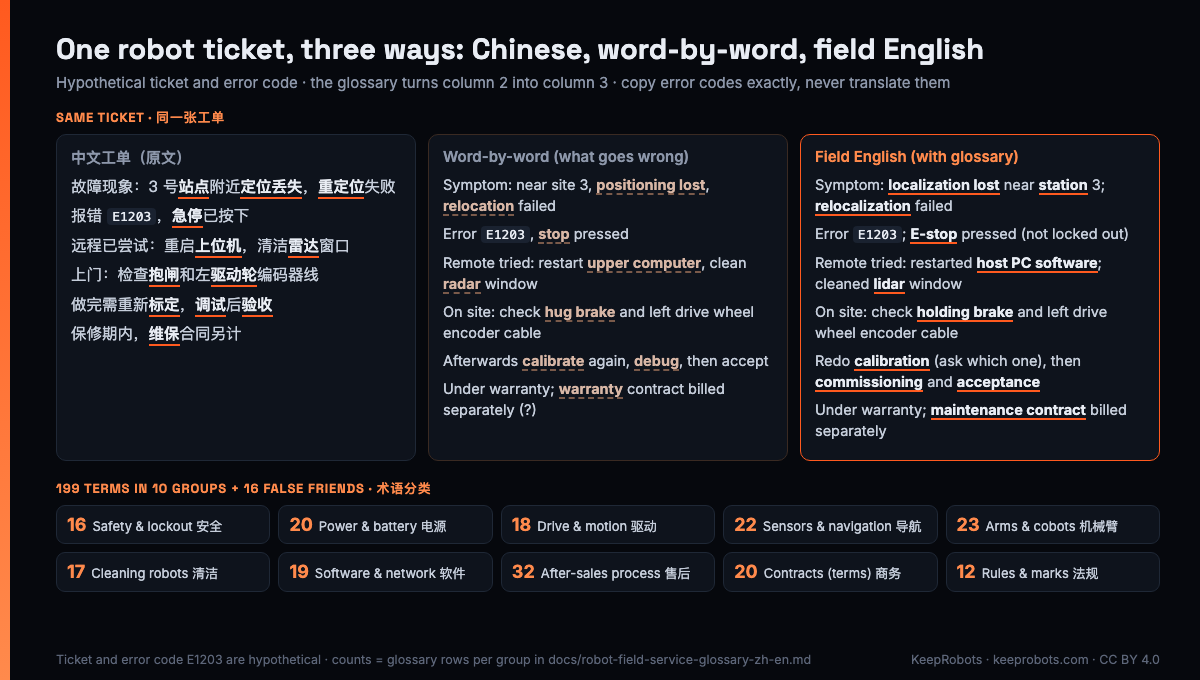 One robot ticket, three ways: Chinese, word-by-word, field English
Hypothetical ticket and error code · the glossary turns column 2 into column 3 · copy error codes exactly, never translate them
SAME TICKET · 同一张工单
中文工单（原文）
故障现象：3 号站点附近定位丢失，重定位失败
报错 E1203，急停已按下
远程已尝试：重启上位机，清洁雷达窗口
上门：检查抱闸和左驱动轮编码器线
做完需重新标定，调试后验收
保修期内，维保合同另计
Word-by-word (what goes wrong)
Symptom: near site 3, positioning lost,
relocation failed
Error E1203, stop pressed
Remote tried: restart upper computer, clean
radar window
On site: check hug brake and left drive wheel
encoder cable
Afterwards calibrate again, debug, then accept
Under warranty; warranty contract billed
separately (?)
Field English (with glossary)
Symptom: localization lost near station 3;
relocalization failed
Error E1203; E-stop pressed (not locked out)
Remote tried: restarted host PC software;
cleaned lidar window
On site: check holding brake and left drive
wheel encoder cable
Redo calibration (ask which one), then
commissioning and acceptance
Under warranty; maintenance contract billed
separately
199 TERMS IN 10 GROUPS + 16 FALSE FRIENDS · 术语分类
16 Safety & lockout 安全
20 Power & battery 电源
18 Drive & motion 驱动
22 Sensors & navigation 导航
23 Arms & cobots 机械臂
17 Cleaning robots 清洁
19 Software & network 软件
32 After-sales process 售后
20 Contracts (terms) 商务
12 Rules & marks 法规
Ticket and error code E1203 are hypothetical · counts = glossary rows per group in docs/robot-field-service-glossary-zh-en.md
KeepRobots · keeprobots.com · CC BY 4.0